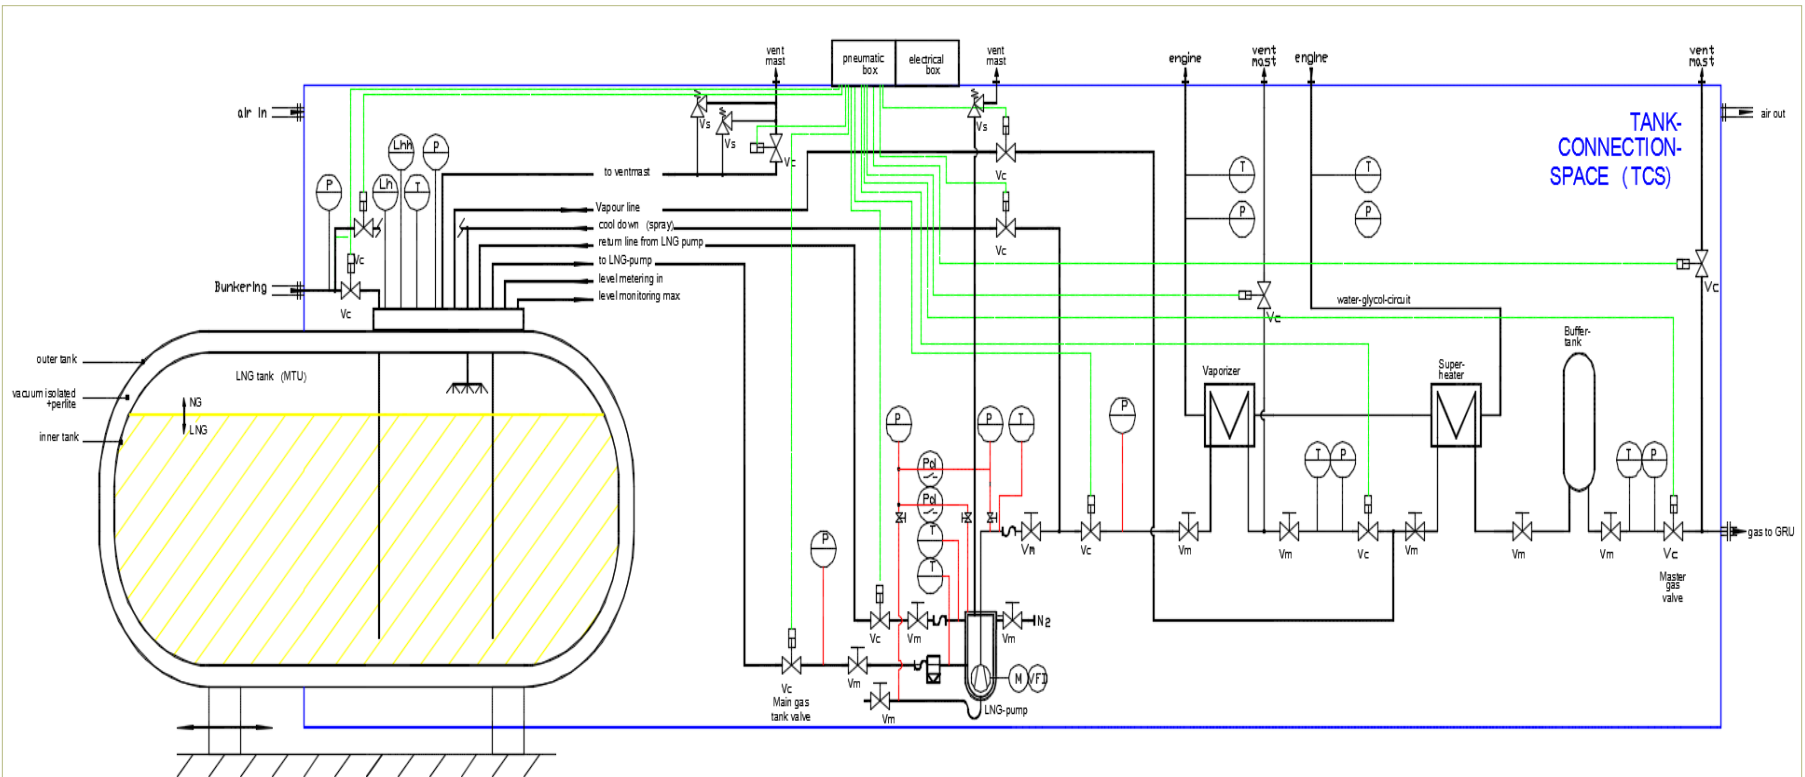 vent
mast
pneumatic
box
electrical
box
vent
mast
engine
vent
mast
engine
vent
mast
air in
air out
TANK-
CONNECTION-
SPACE (TCS)
Vs
Vs
Vs
Vc
Vc
Lhh
P
P
Lh
T
to ventmast
T
T
Vapour line
P
P
cool down (spray)
return line from LNG pump
Vc
Vc
to LNG-pump
level metering in
level monitoring max
Bunkering
Vc
Vc
Vc
water-glycol-circuit
Buffer-
tank
outer tank
LNG tank (MTU)
Vaporizer
Super-
heater
vacuum isolated
+perlite
NG
LNG
inner tank
P
P
T
P
PdI
PdI
T
P
T
P
T
T
P
Vm
Vc
Vm
Vm
Vc
Vm
Vm
Vm
Vc
gas to GRU
Master
gas
valve
Vc
Vm
Vm
N2
Vc
Main gas
tank valve
Vm
M
VFD
Vm
LNG-pump